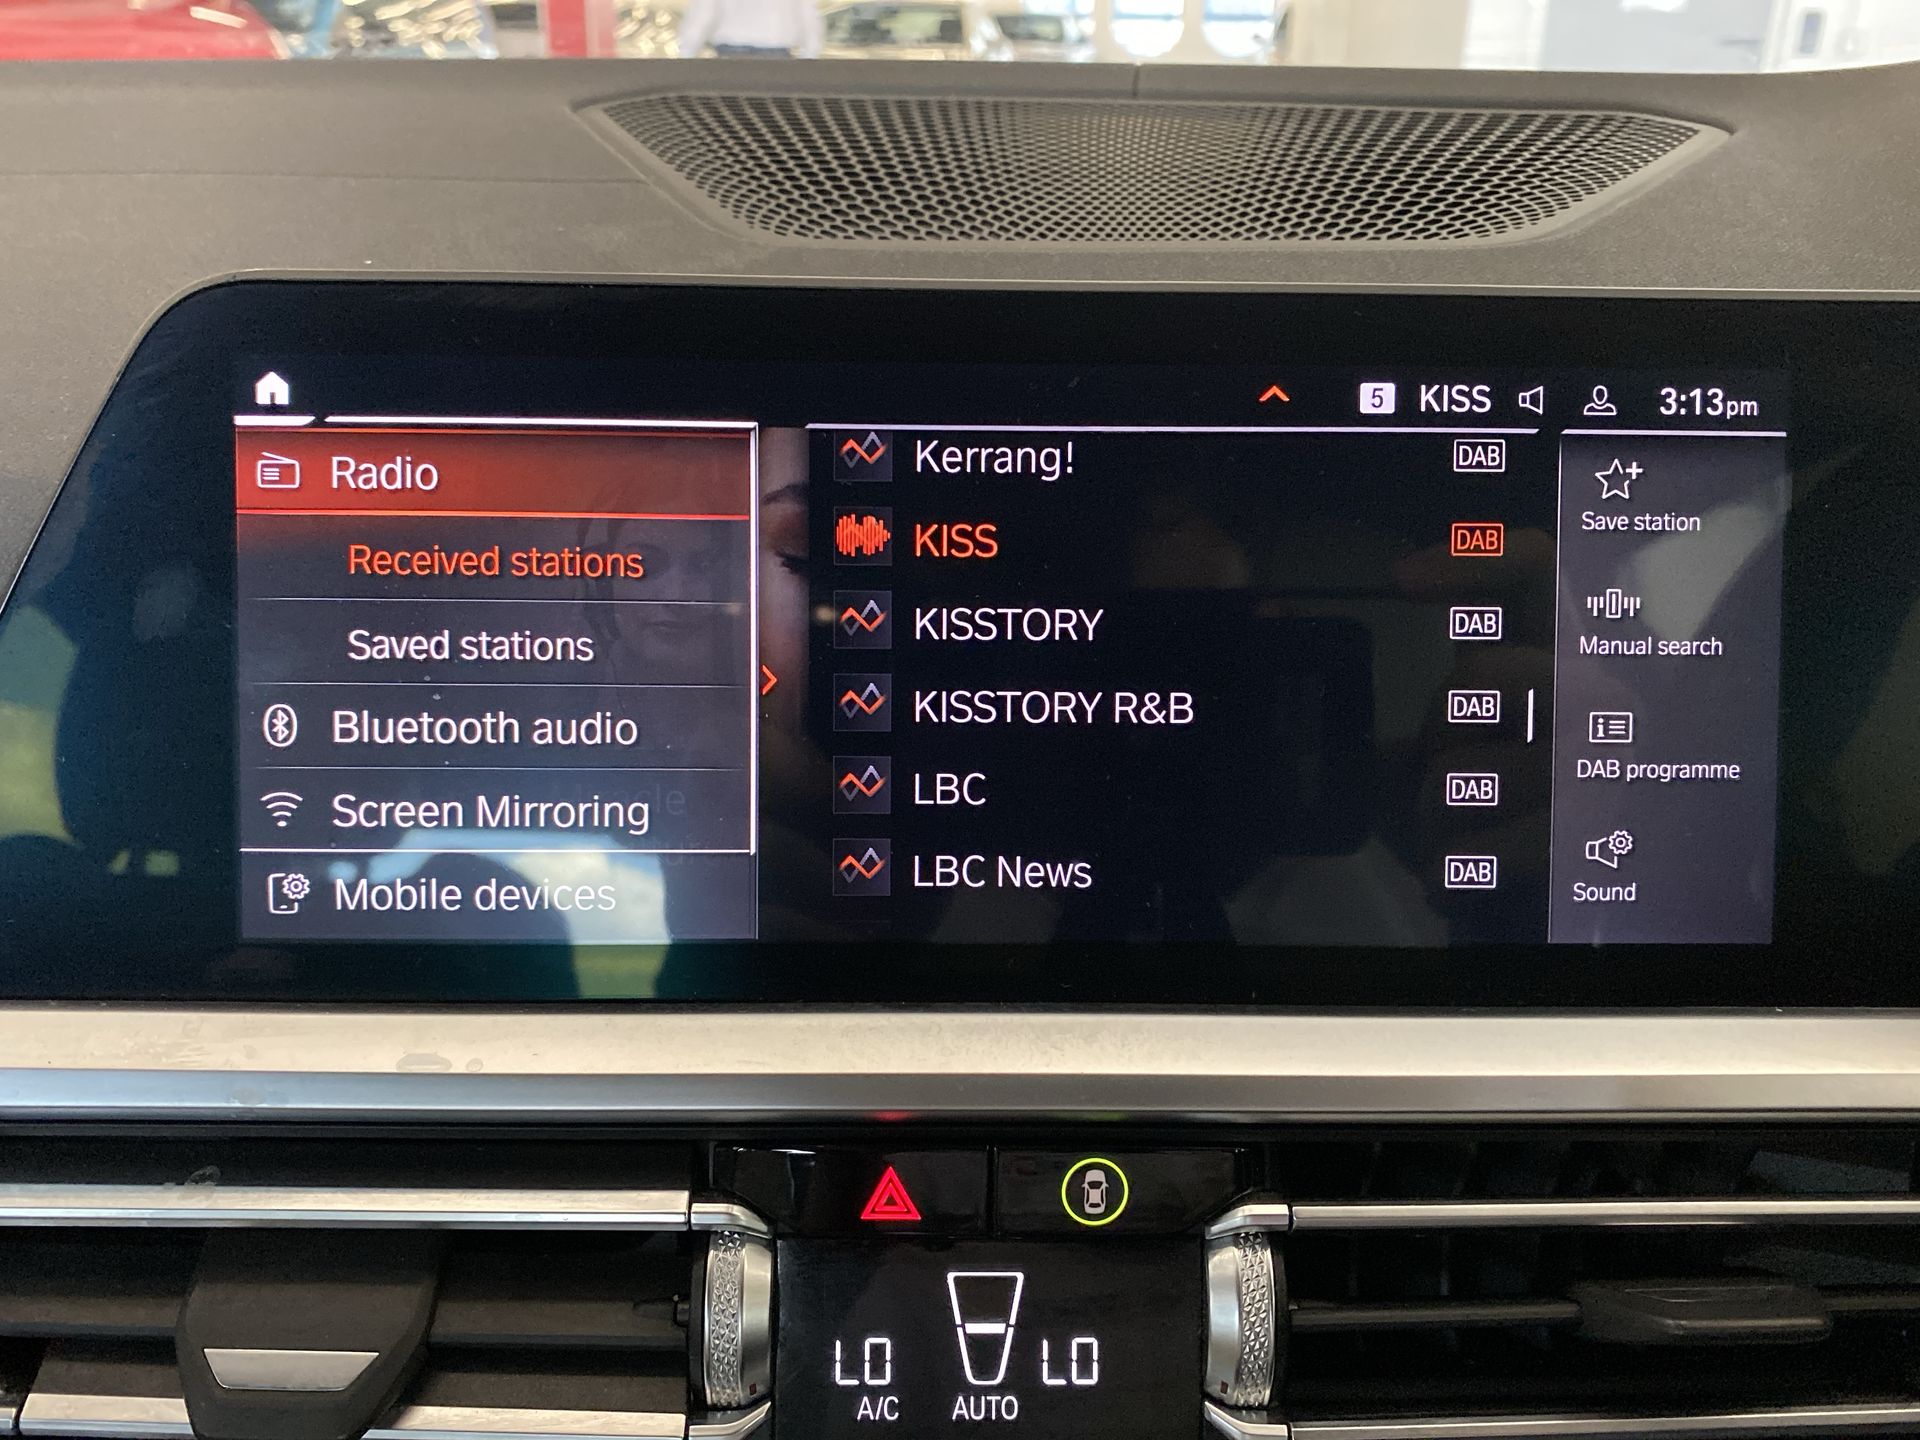 5 KISS 3:13pm
Radio
Received stations
Saved stations
Bluetooth audio
Screen Mirroring
Mobile devices
Kerrang! DAB
KISS DAB
KISSTORY DAB
KISSTORY R&B DAB
LBC DAB
LBC News DAB
Save station
Manual search
DAB programme
Sound
LO LO
A/C AUTO